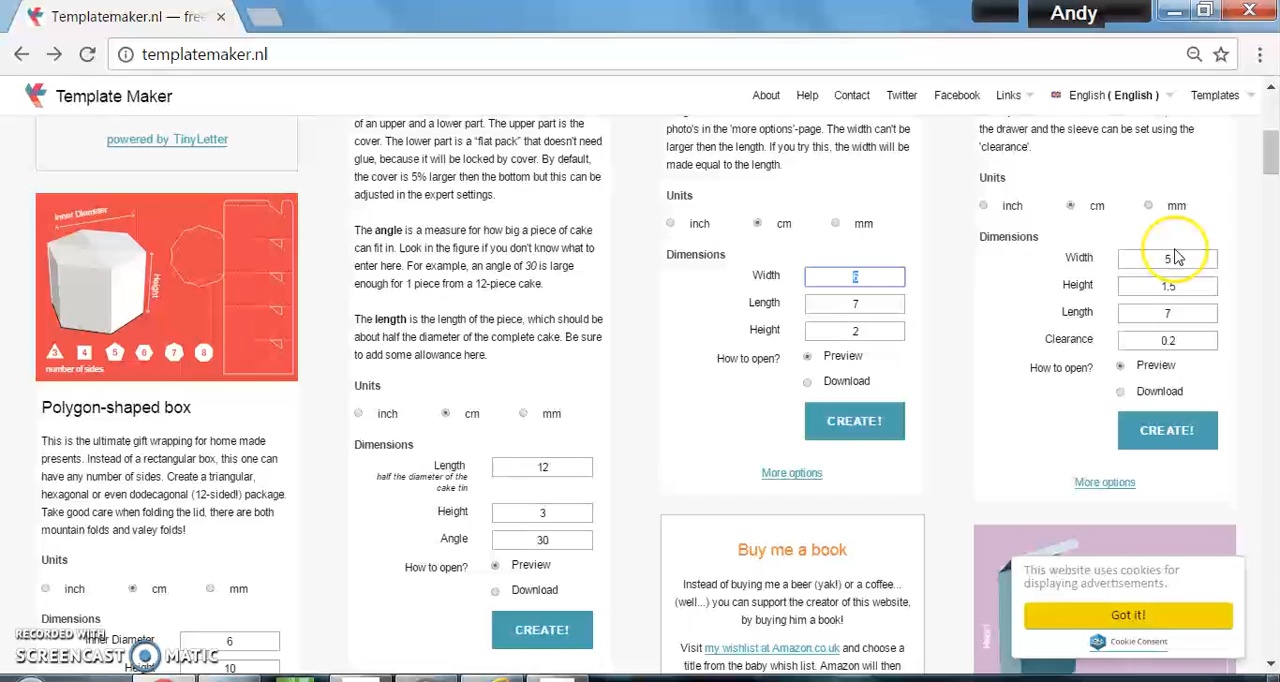 Templatemaker.nl — free
Andy
templatemaker.nl
Template Maker
About
Help
Contact
Twitter
Facebook
Links
English ( English )
Templates
powered by TinyLetter
Inner Diameter
Height
3 4 5 6 7 8
number of sides
Polygon-shaped box
This is the ultimate gift wrapping for home made
presents. Instead of a rectangular box, this one can
have any number of sides. Create a triangular,
hexagonal or even dodecagonal (12-sided!) package.
Take good care when folding the lid, there are both
mountain folds and valey folds!
Units
inch cm mm
Dimensions
Inner Diameter 6
Height 10
RECORDED WITH
SCREENCAST MATIC
of an upper and a lower part. The upper part is the
cover. The lower part is a "flat pack" that doesn't need
glue, because it will be locked by cover. By default,
the cover is 5% larger then the bottom but this can be
adjusted in the expert settings.
The angle is a measure for how big a piece of cake
can fit in. Look in the figure if you don't know what to
enter here. For example, an angle of 30 is large
enough for 1 piece from a 12-piece cake.
The length is the length of the piece, which should be
about half the diameter of the complete cake. Be sure
to add some allowance here.
Units
inch cm mm
Dimensions
Length 12
half the diameter of the
cake tin
Height 3
Angle 30
How to open? Preview
Download
CREATE!
photo's in the 'more options'-page. The width can't be
larger then the length. If you try this, the width will be
made equal to the length.
Units
inch cm mm
Dimensions
Width
Length 7
Height 2
How to open? Preview
Download
CREATE!
More options
Buy me a book
Instead of buying me a beer (yak!) or a coffee...
(well...) you can support the creator of this website,
by buying him a book!
Visit my wishlist at Amazon.co.uk and choose a
title from the baby whish list. Amazon will then
the drawer and the sleeve can be set using the
'clearance'.
Units
inch cm mm
Dimensions
Width 5
Height 1.5
Length 7
Clearance 0.2
How to open? Preview
Download
CREATE!
More options
This website uses cookies for
displaying advertisements.
Got it!
Cookie Consent